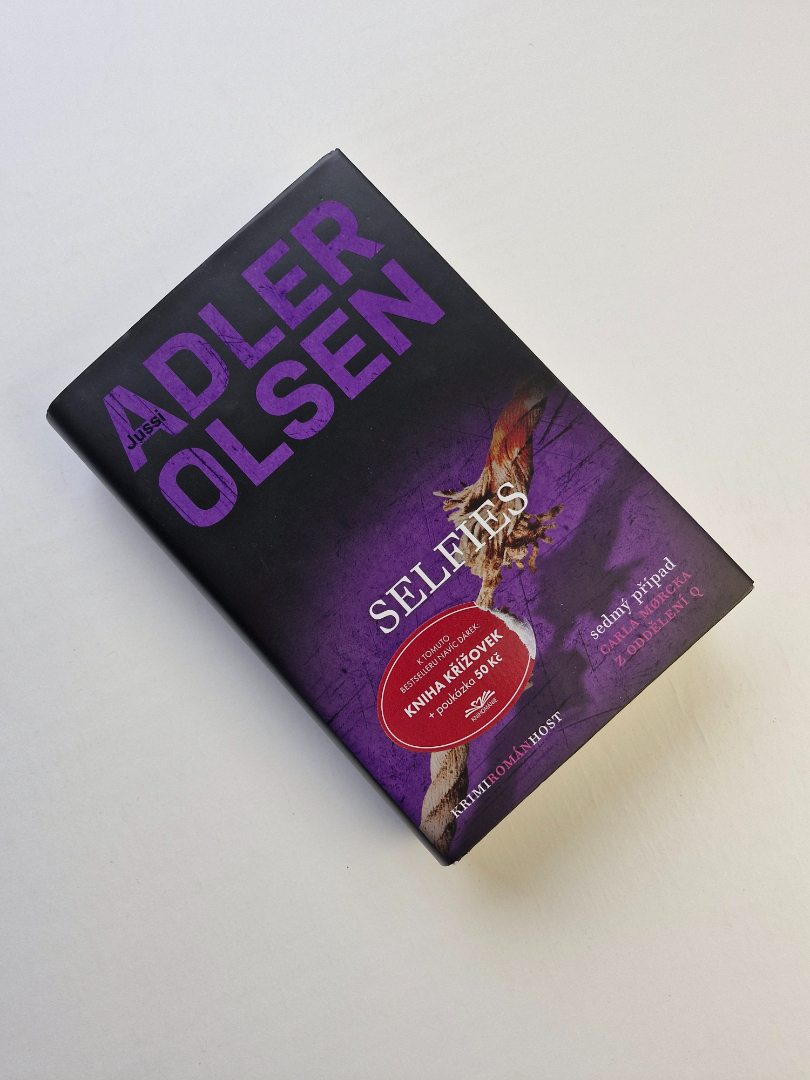 Jussi
ADLER
OLSEN
SELFIES
sedmý případ
CARLA MØRCKA
Z ODDĚLENÍ Q
K TOMUTO
BESTSELLERU NAVÍC DÁREK:
KNIHA KŘÍŽOVEK
+ poukázka 50 Kč
KNIHOMÁNIE
KRIMIROMÁNHOST